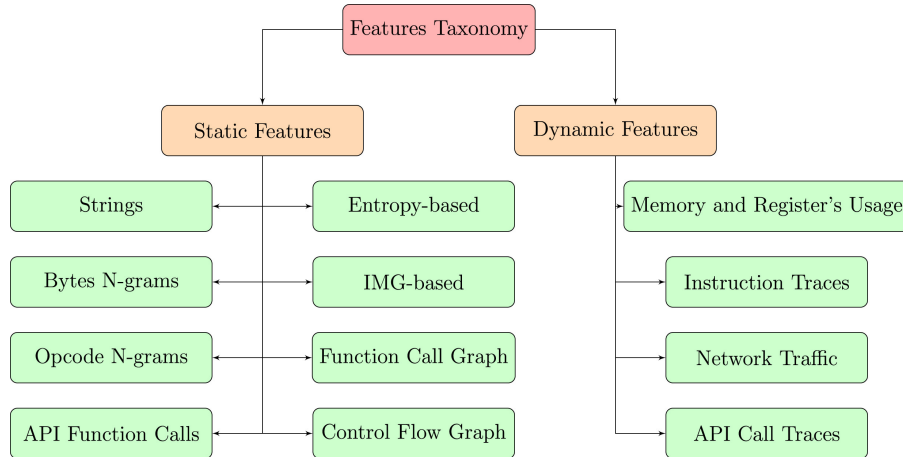 Features Taxonomy
Static Features
Dynamic Features
Strings
Entropy-based
Memory and Register's Usage
Bytes N-grams
IMG-based
Instruction Traces
Opcode N-grams
Function Call Graph
Network Traffic
API Function Calls
Control Flow Graph
API Call Traces